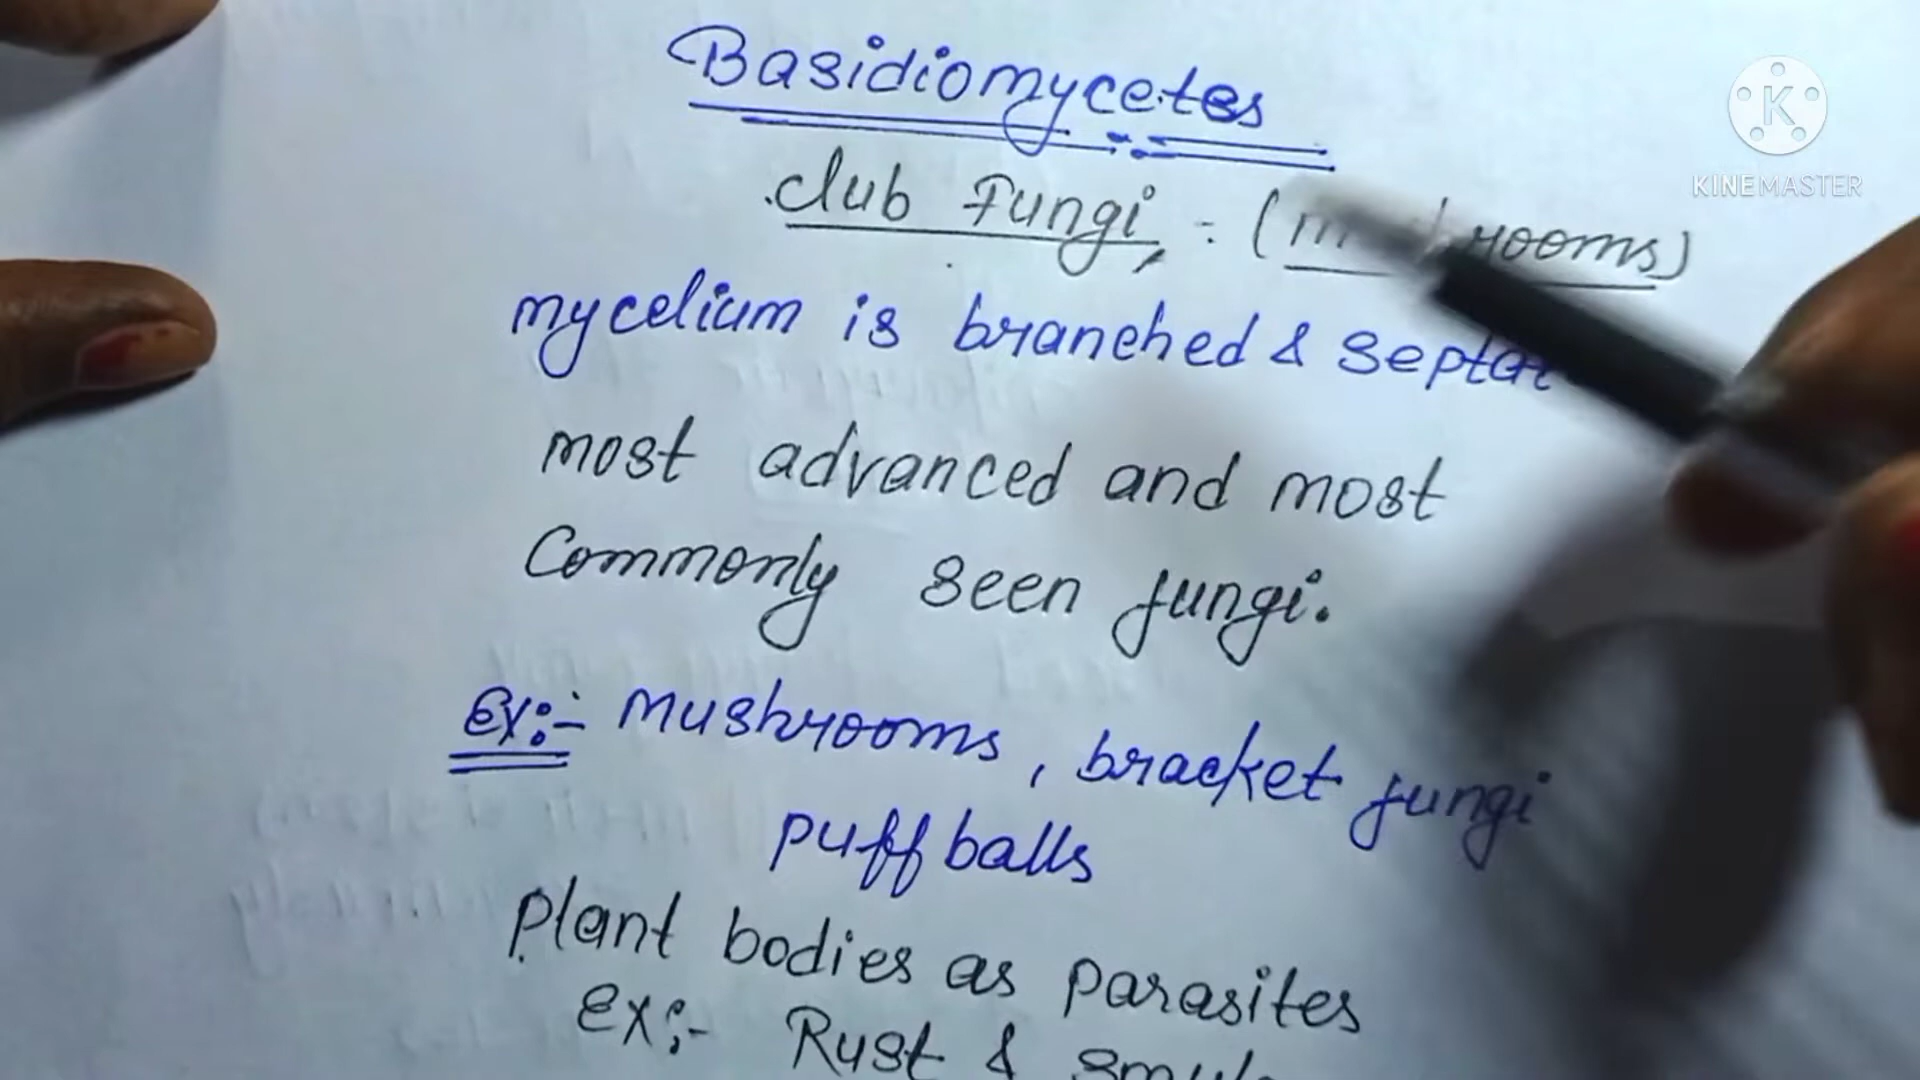 Basidiomycetes
K
KINEMASTER
club Fungi, - (m rooms)
mycelium is branched & septa
most advanced and most
Commonly seen fungi.
Ex:- mushrooms, bracket fungi
puffballs
plant bodies as parasites
Ex:- Rust &